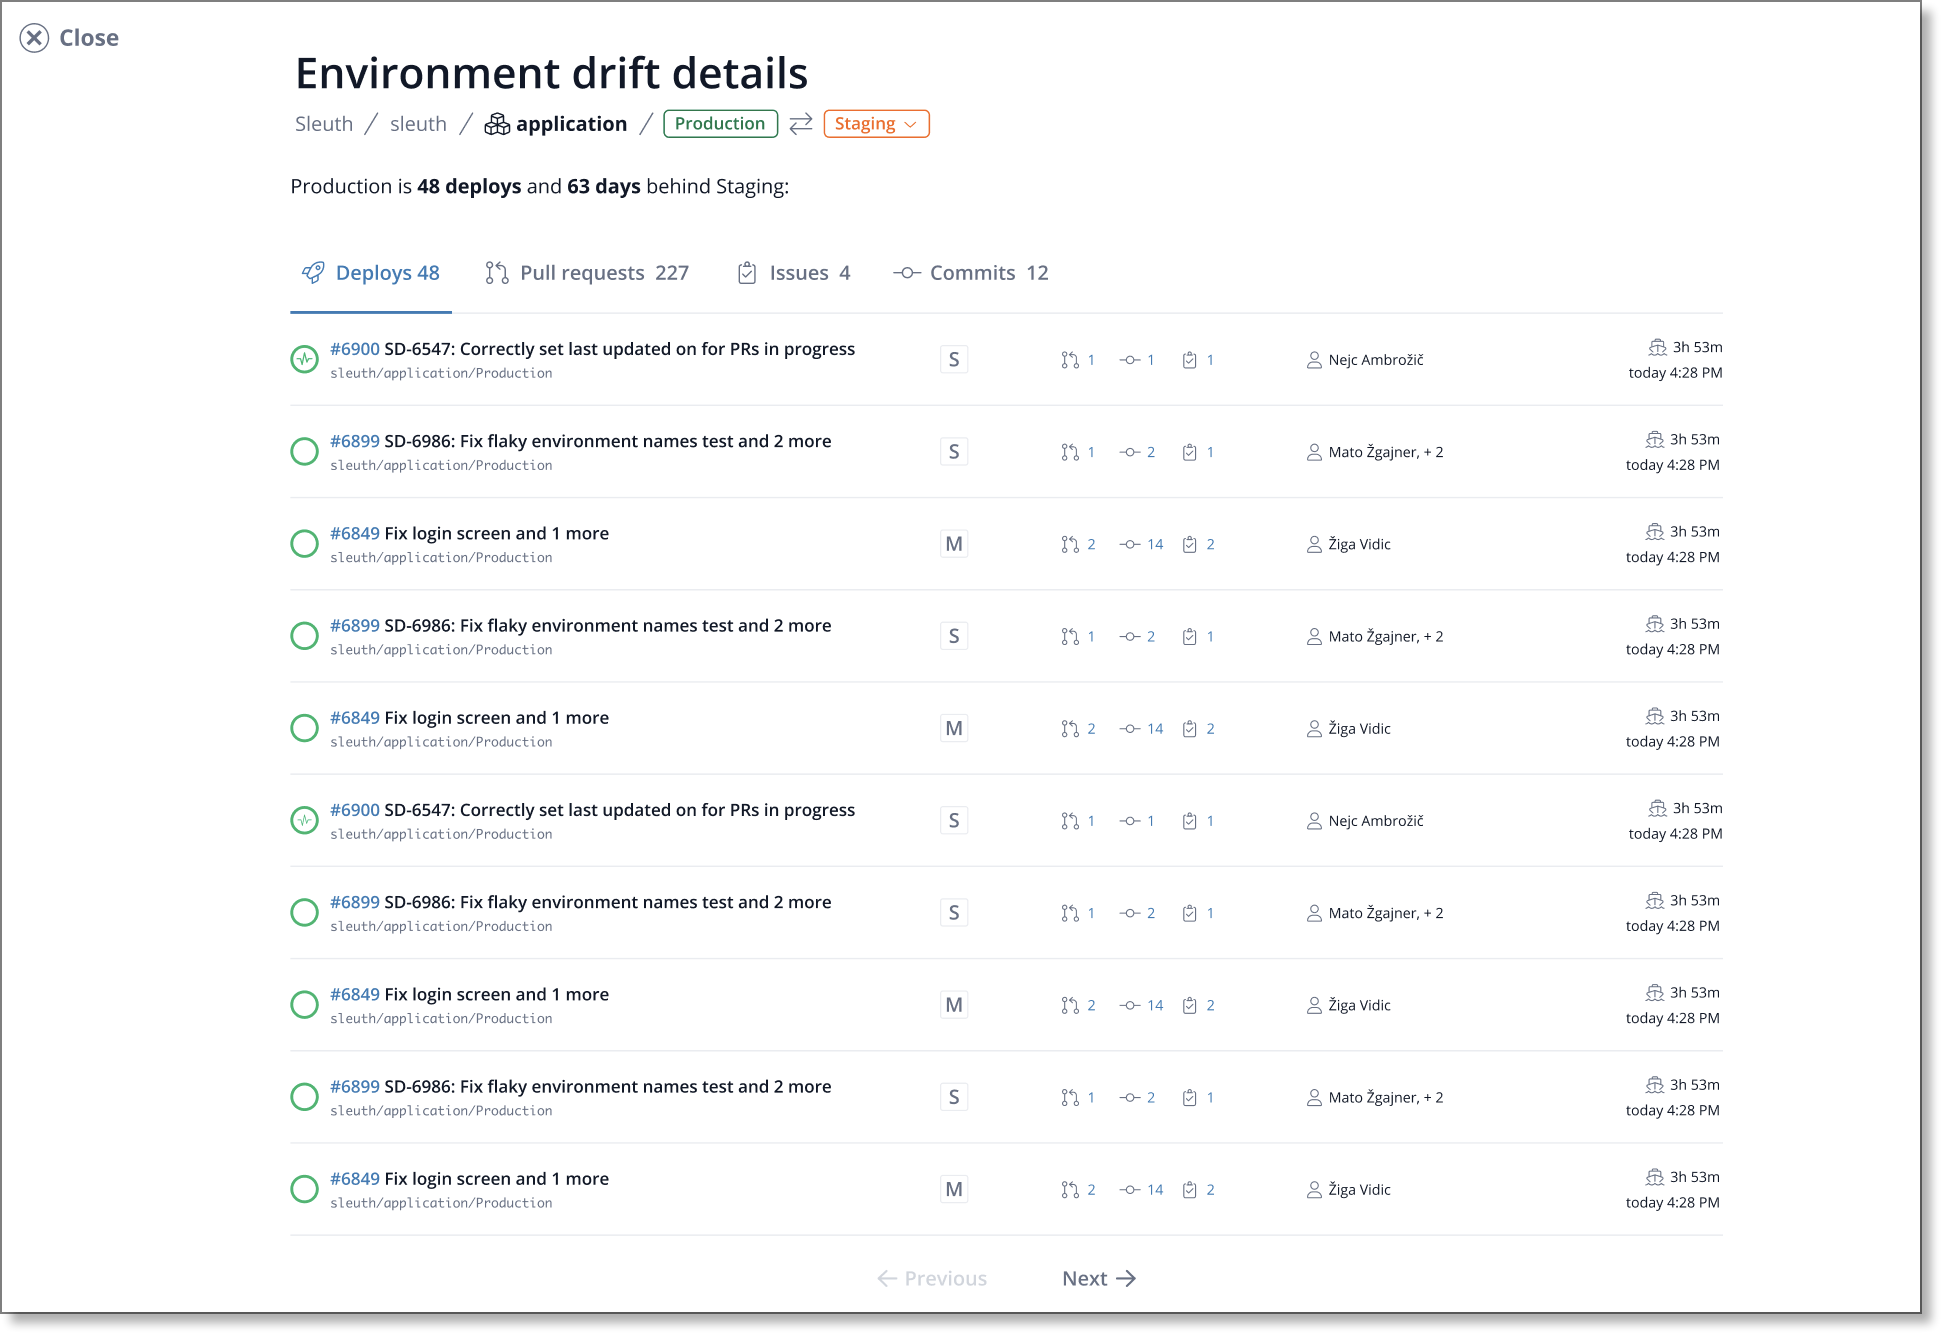 Close
Environment drift details
Sleuth / sleuth / application / Production Staging
Production is 48 deploys and 63 days behind Staging:
Deploys 48 Pull requests 227 Issues 4 Commits 12
#6900 SD-6547: Correctly set last updated on for PRs in progress S 1 1 1 Nejc Ambrožič 3h 53m
sleuth/application/Production today 4:28 PM
#6899 SD-6986: Fix flaky environment names test and 2 more S 1 2 1 Mato Žgajner, + 2 3h 53m
sleuth/application/Production today 4:28 PM
#6849 Fix login screen and 1 more M 2 14 2 Žiga Vidic 3h 53m
sleuth/application/Production today 4:28 PM
#6899 SD-6986: Fix flaky environment names test and 2 more S 1 2 1 Mato Žgajner, + 2 3h 53m
sleuth/application/Production today 4:28 PM
#6849 Fix login screen and 1 more M 2 14 2 Žiga Vidic 3h 53m
sleuth/application/Production today 4:28 PM
#6900 SD-6547: Correctly set last updated on for PRs in progress S 1 1 1 Nejc Ambrožič 3h 53m
sleuth/application/Production today 4:28 PM
#6899 SD-6986: Fix flaky environment names test and 2 more S 1 2 1 Mato Žgajner, + 2 3h 53m
sleuth/application/Production today 4:28 PM
#6849 Fix login screen and 1 more M 2 14 2 Žiga Vidic 3h 53m
sleuth/application/Production today 4:28 PM
#6899 SD-6986: Fix flaky environment names test and 2 more S 1 2 1 Mato Žgajner, + 2 3h 53m
sleuth/application/Production today 4:28 PM
#6849 Fix login screen and 1 more M 2 14 2 Žiga Vidic 3h 53m
sleuth/application/Production today 4:28 PM
Previous Next